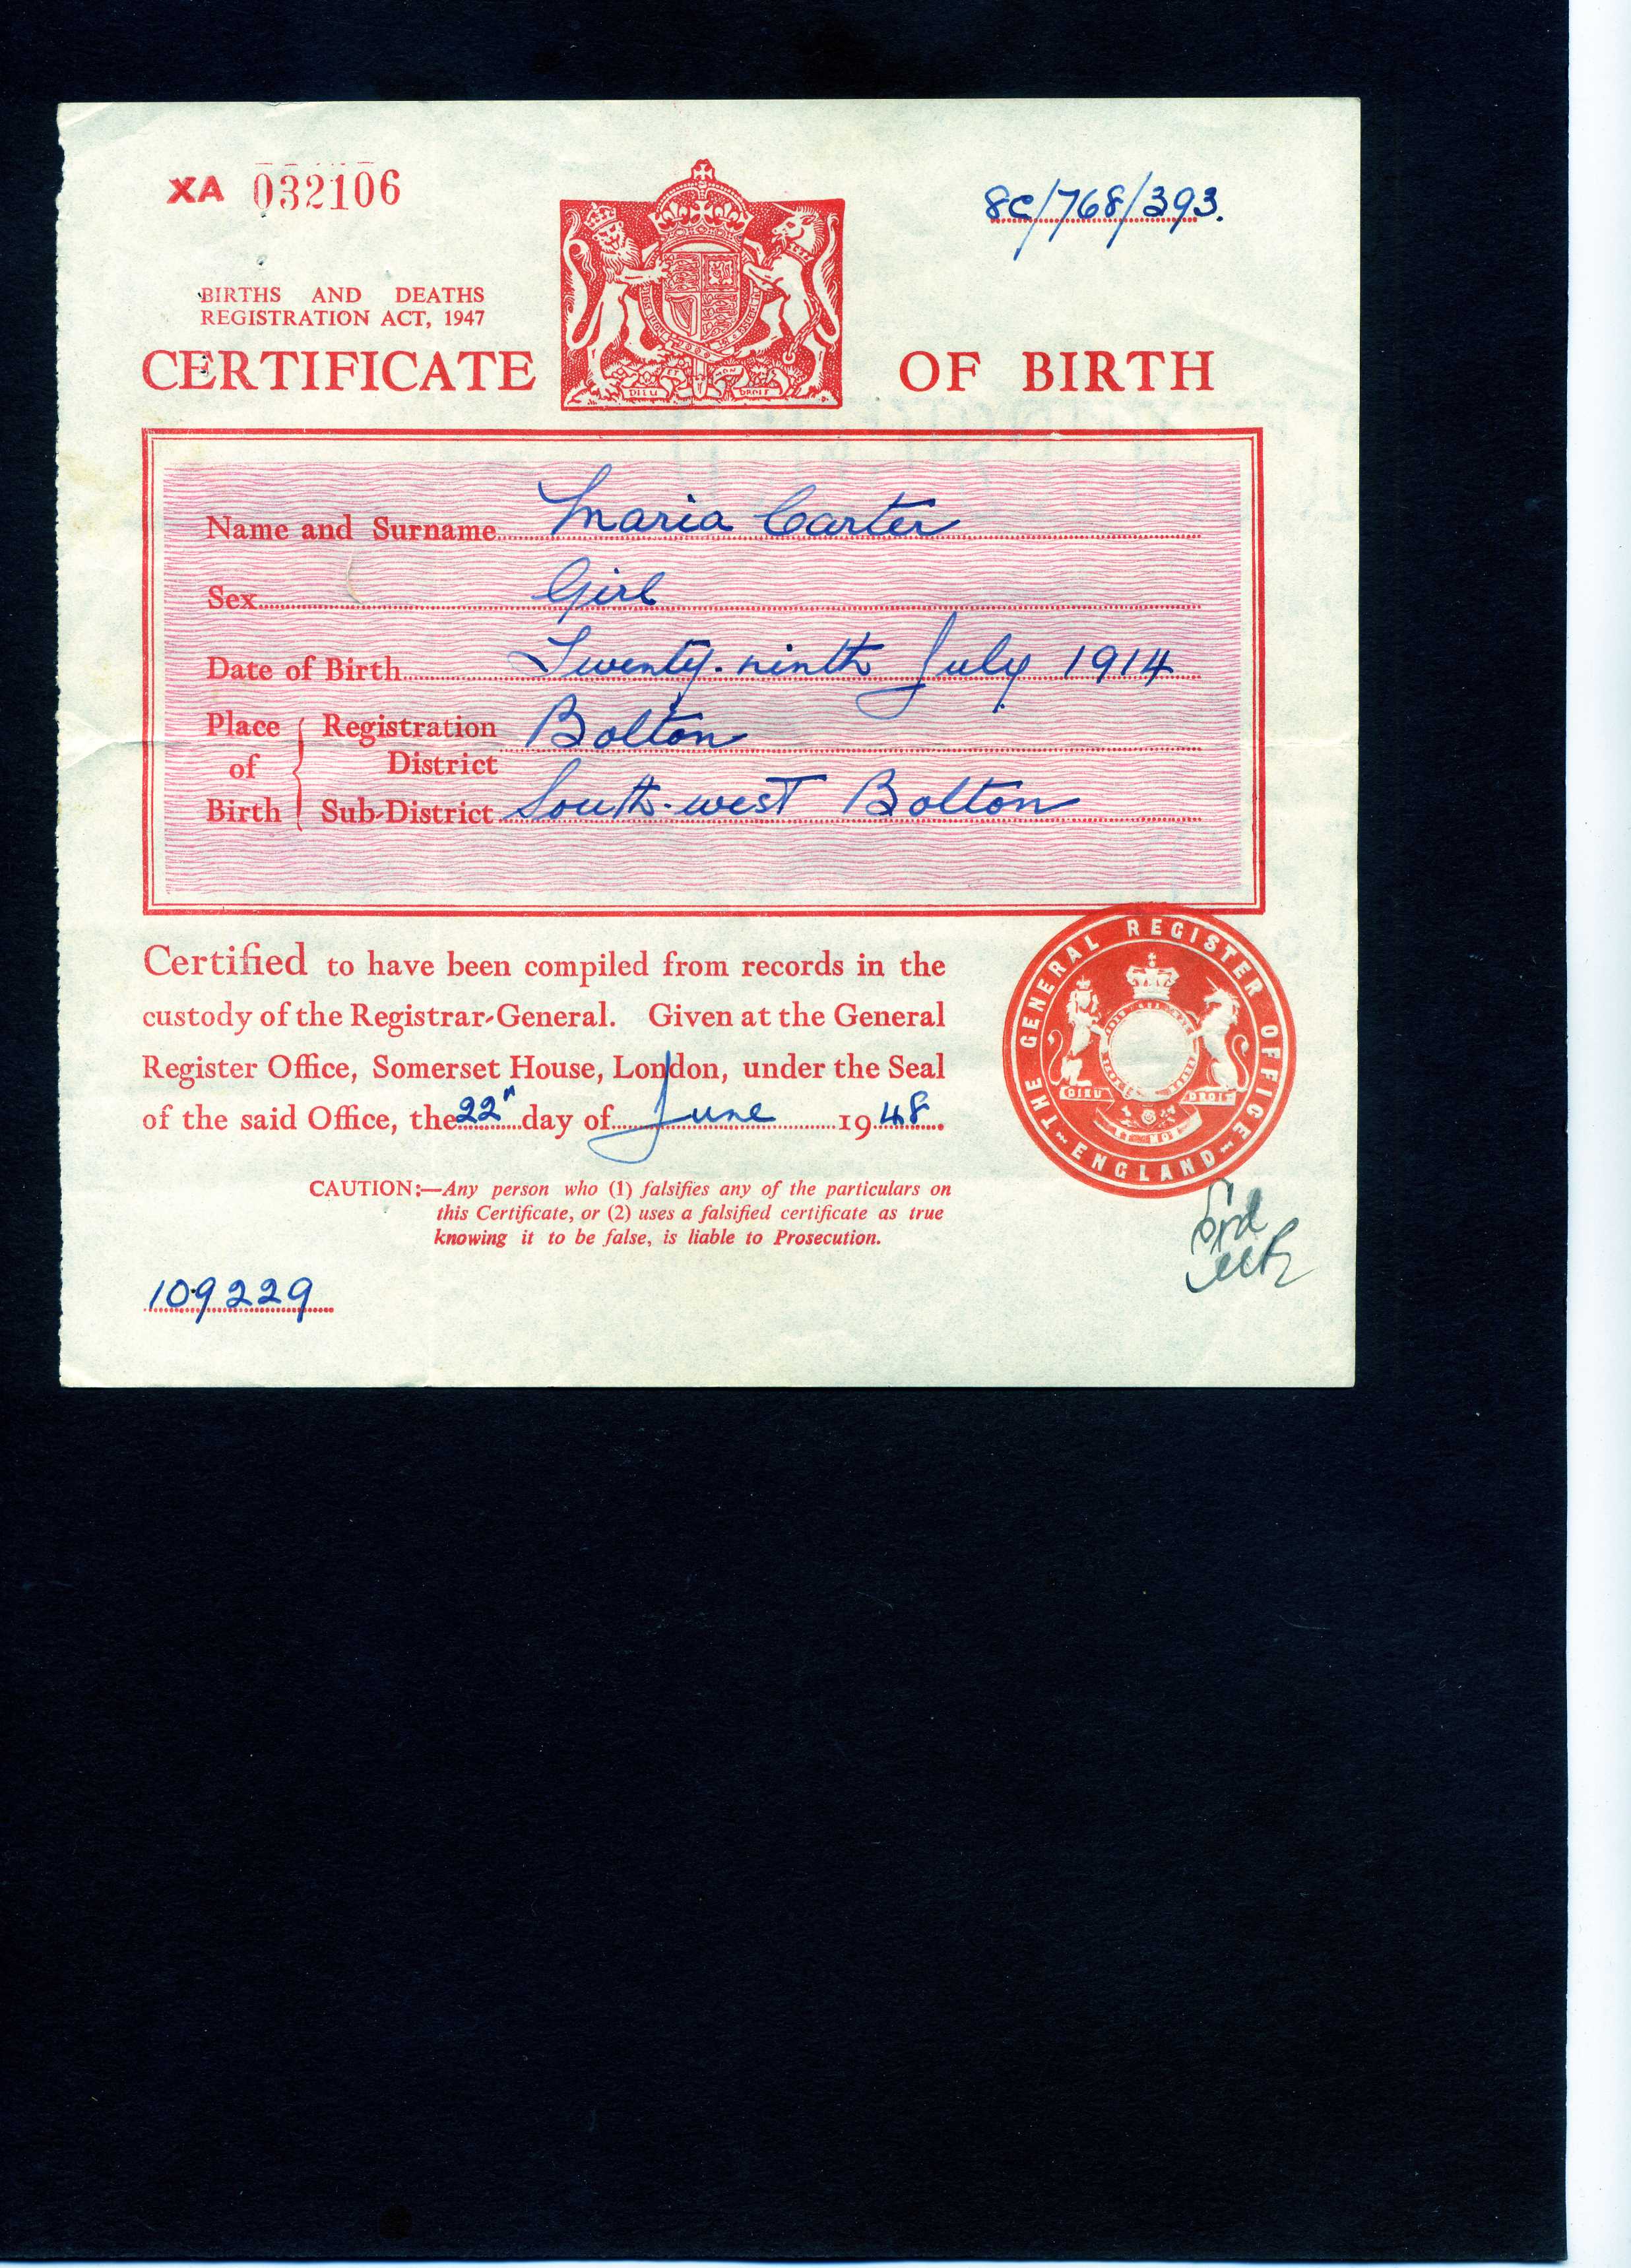 XA 032106
8C/768/393.
BIRTHS AND DEATHS
REGISTRATION ACT, 1947
CERTIFICATE OF BIRTH
DIEU ET MON DROIT
Name and Surname Maria Carter
Sex Girl
Date of Birth Twenty-ninth July 1914
Place of Birth Registration District Bolton
Sub-District South-west Bolton
Certified to have been compiled from records in the
custody of the Registrar-General. Given at the General
Register Office, Somerset House, London, under the Seal
of the said Office, the 22" day of June 1948
THE GENERAL REGISTER OFFICE
ENGLAND
DIEU DROIT
CAUTION:—Any person who (1) falsifies any of the particulars on
this Certificate, or (2) uses a falsified certificate as true
knowing it to be false, is liable to Prosecution.
109229